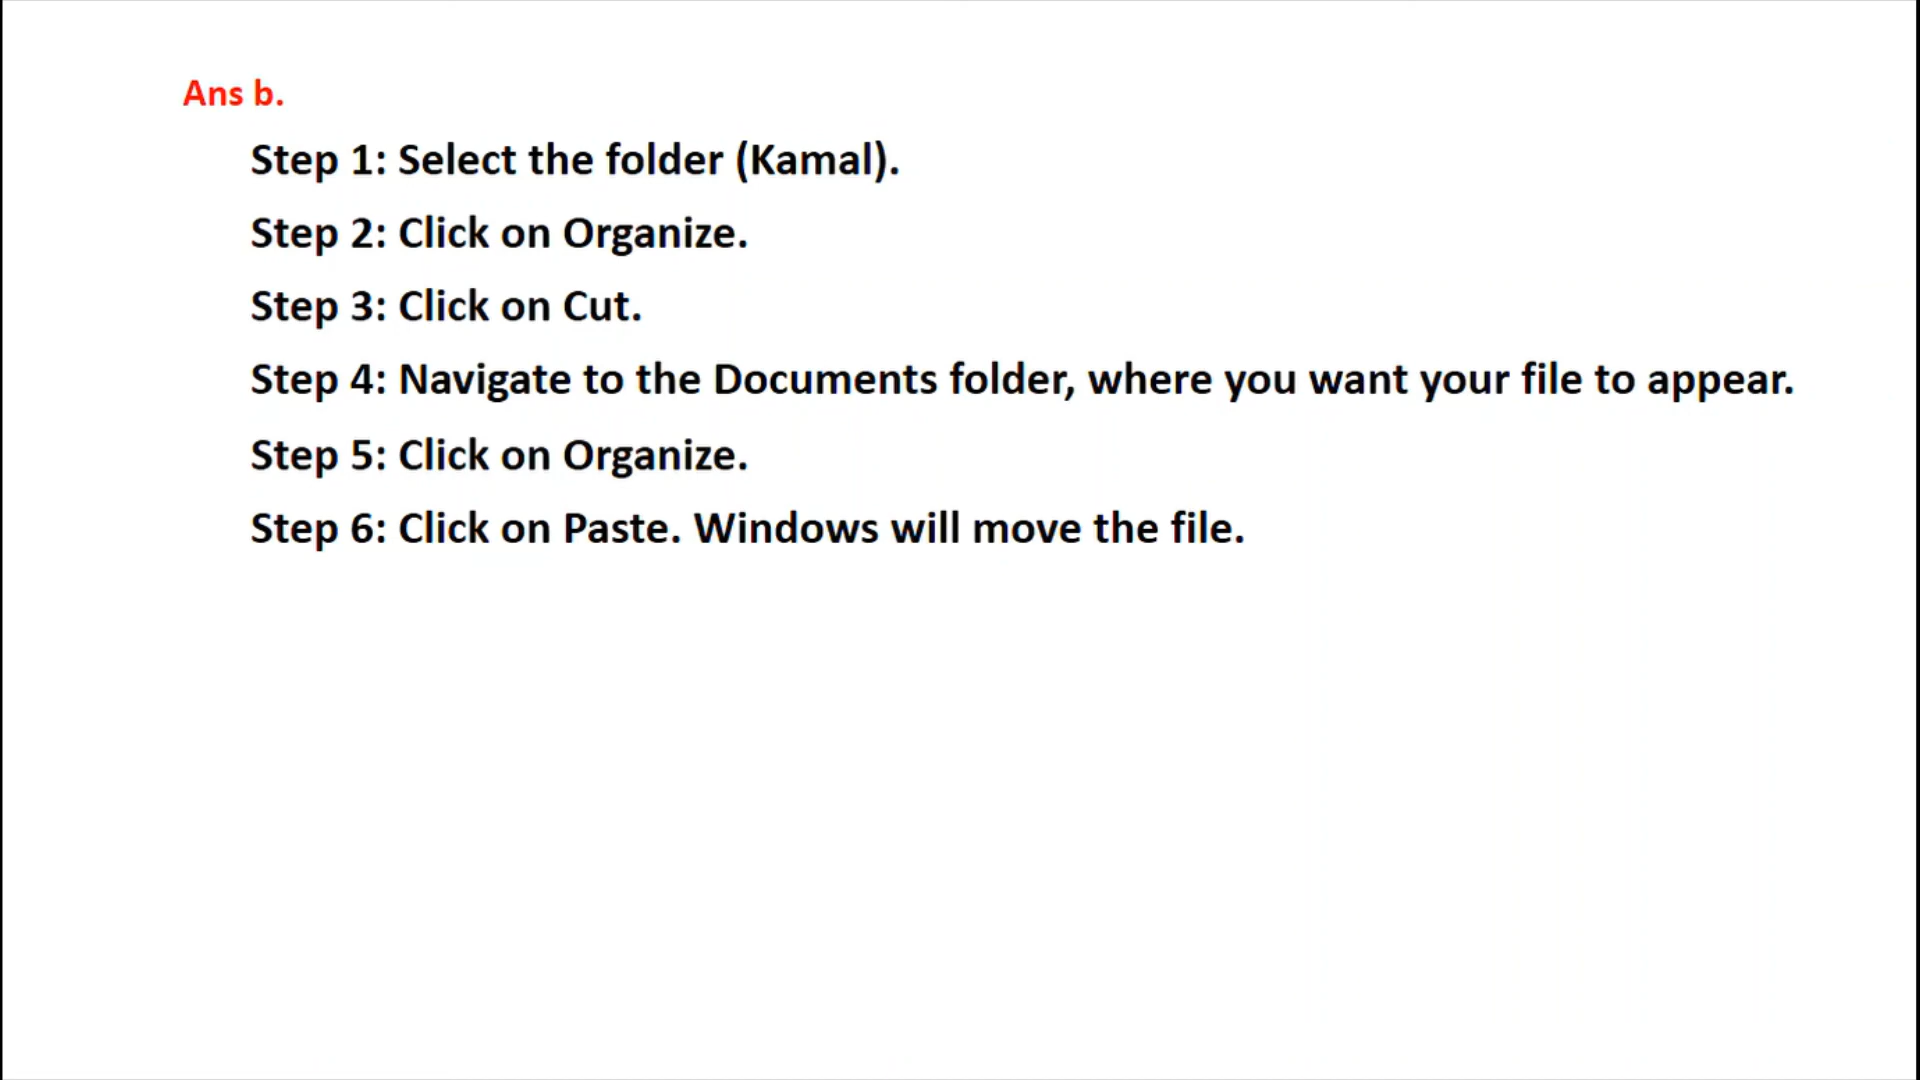 Ans b.
Step 1: Select the folder (Kamal).
Step 2: Click on Organize.
Step 3: Click on Cut.
Step 4: Navigate to the Documents folder, where you want your file to appear.
Step 5: Click on Organize.
Step 6: Click on Paste. Windows will move the file.